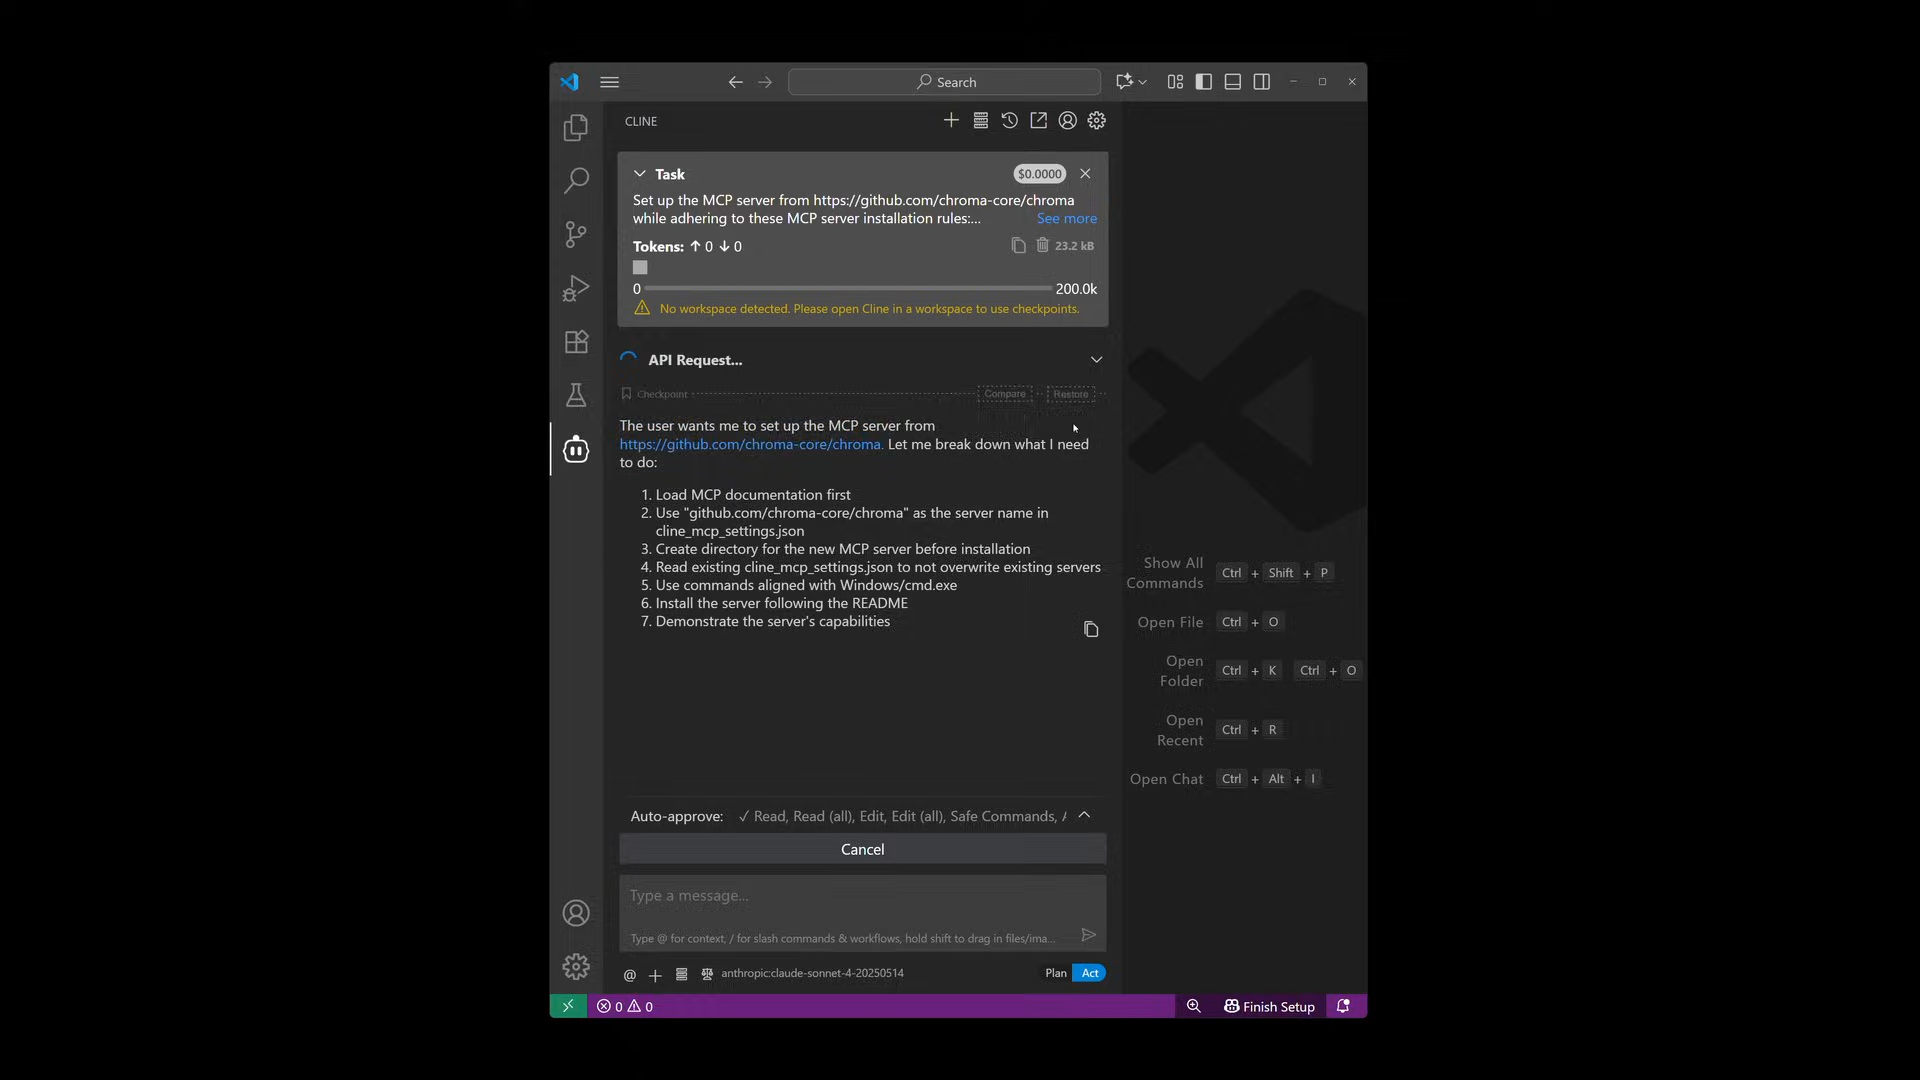 Search
CLINE
Task
$0.0000
Set up the MCP server from https://github.com/chroma-core/chroma
while adhering to these MCP server installation rules:...
See more
Tokens: ↑ 0 ↓ 0
23.2 kB
0
200.0k
No workspace detected. Please open Cline in a workspace to use checkpoints.
API Request...
Checkpoint
Compare
Restore
The user wants me to set up the MCP server from
https://github.com/chroma-core/chroma. Let me break down what I need
to do:
1. Load MCP documentation first
2. Use "github.com/chroma-core/chroma" as the server name in
cline_mcp_settings.json
3. Create directory for the new MCP server before installation
4. Read existing cline_mcp_settings.json to not overwrite existing servers
5. Use commands aligned with Windows/cmd.exe
6. Install the server following the README
7. Demonstrate the server's capabilities
Auto-approve: ✓ Read, Read (all), Edit, Edit (all), Safe Commands,
Cancel
Type a message...
Type @ for context, / for slash commands & workflows, hold shift to drag in files/ima...
@ + anthropic:claude-sonnet-4-20250514
Plan Act
Show All
Commands
Ctrl + Shift + P
Open File
Ctrl + O
Open
Folder
Ctrl + K Ctrl + O
Open
Recent
Ctrl + R
Open Chat
Ctrl + Alt + I
0 0
Finish Setup